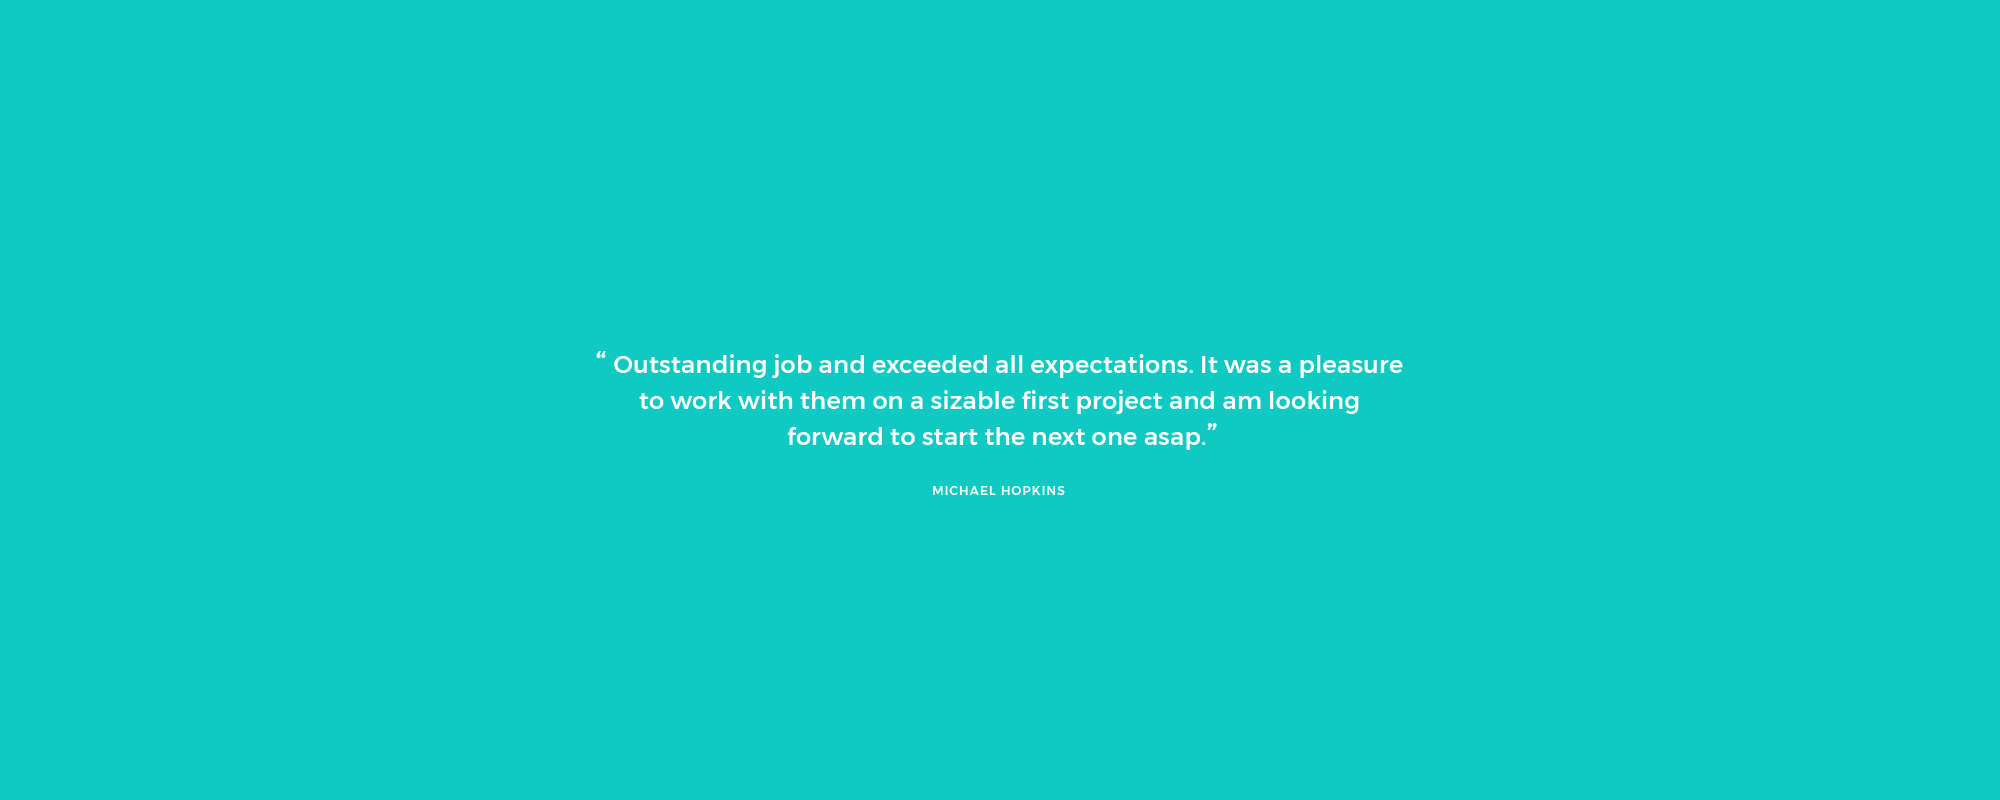 “ Outstanding job and exceeded all expectations. It was a pleasure
to work with them on a sizable first project and am looking
forward to start the next one asap.”
MICHAEL HOPKINS